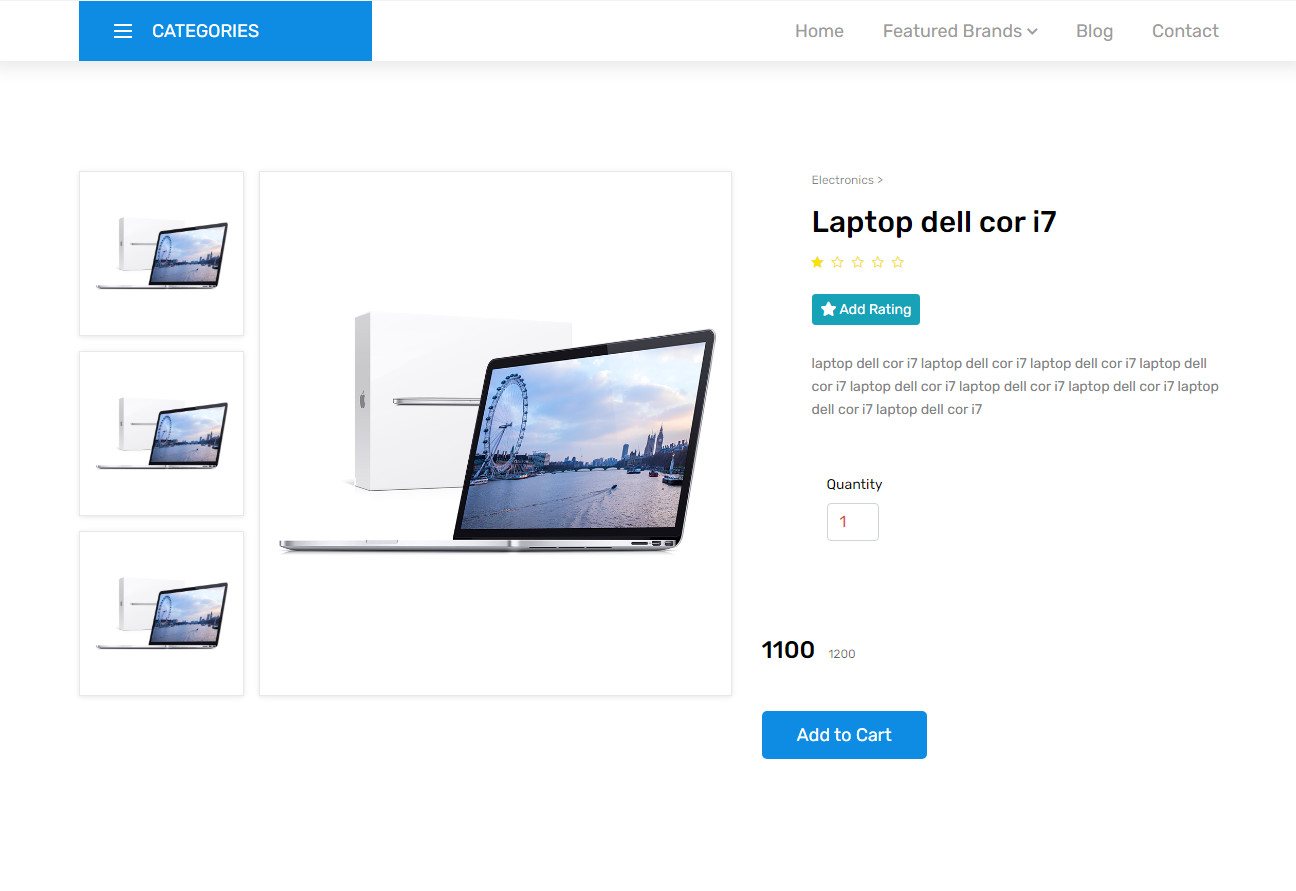 CATEGORIES
Home
Featured Brands
Blog
Contact
Electronics >
Laptop dell cor i7
Add Rating
laptop dell cor i7 laptop dell cor i7 laptop dell cor i7 laptop dell
cor i7 laptop dell cor i7 laptop dell cor i7 laptop dell cor i7 laptop
dell cor i7 laptop dell cor i7
Quantity
1
1100
1200
Add to Cart